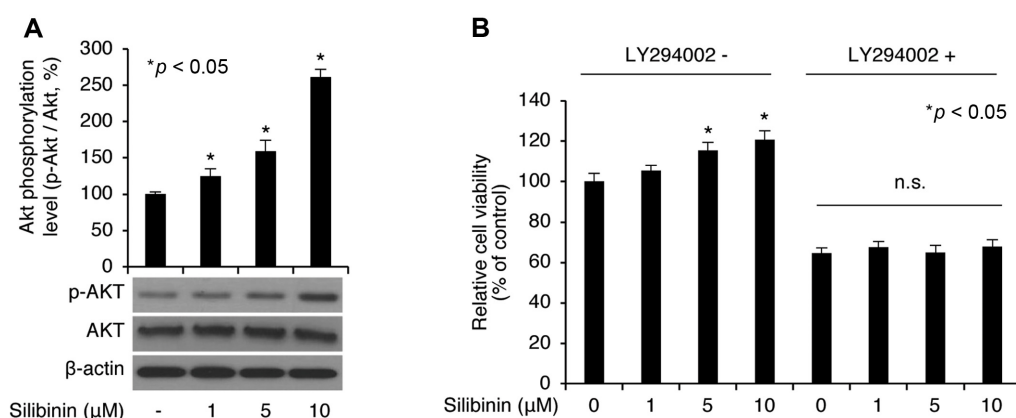 A
Akt phosphorylation
level (p-Akt / Akt, %)
300
250
200
150
100
50
0
*p < 0.05
*
*
*
p-AKT
AKT
β-actin
Silibinin (μM) - 1 5 10
B
LY294002 - LY294002 +
Relative cell viability
(% of control)
140
120
100
80
60
40
20
0
*p < 0.05
*
*
n.s.
Silibinin (μM) 0 1 5 10 0 1 5 10